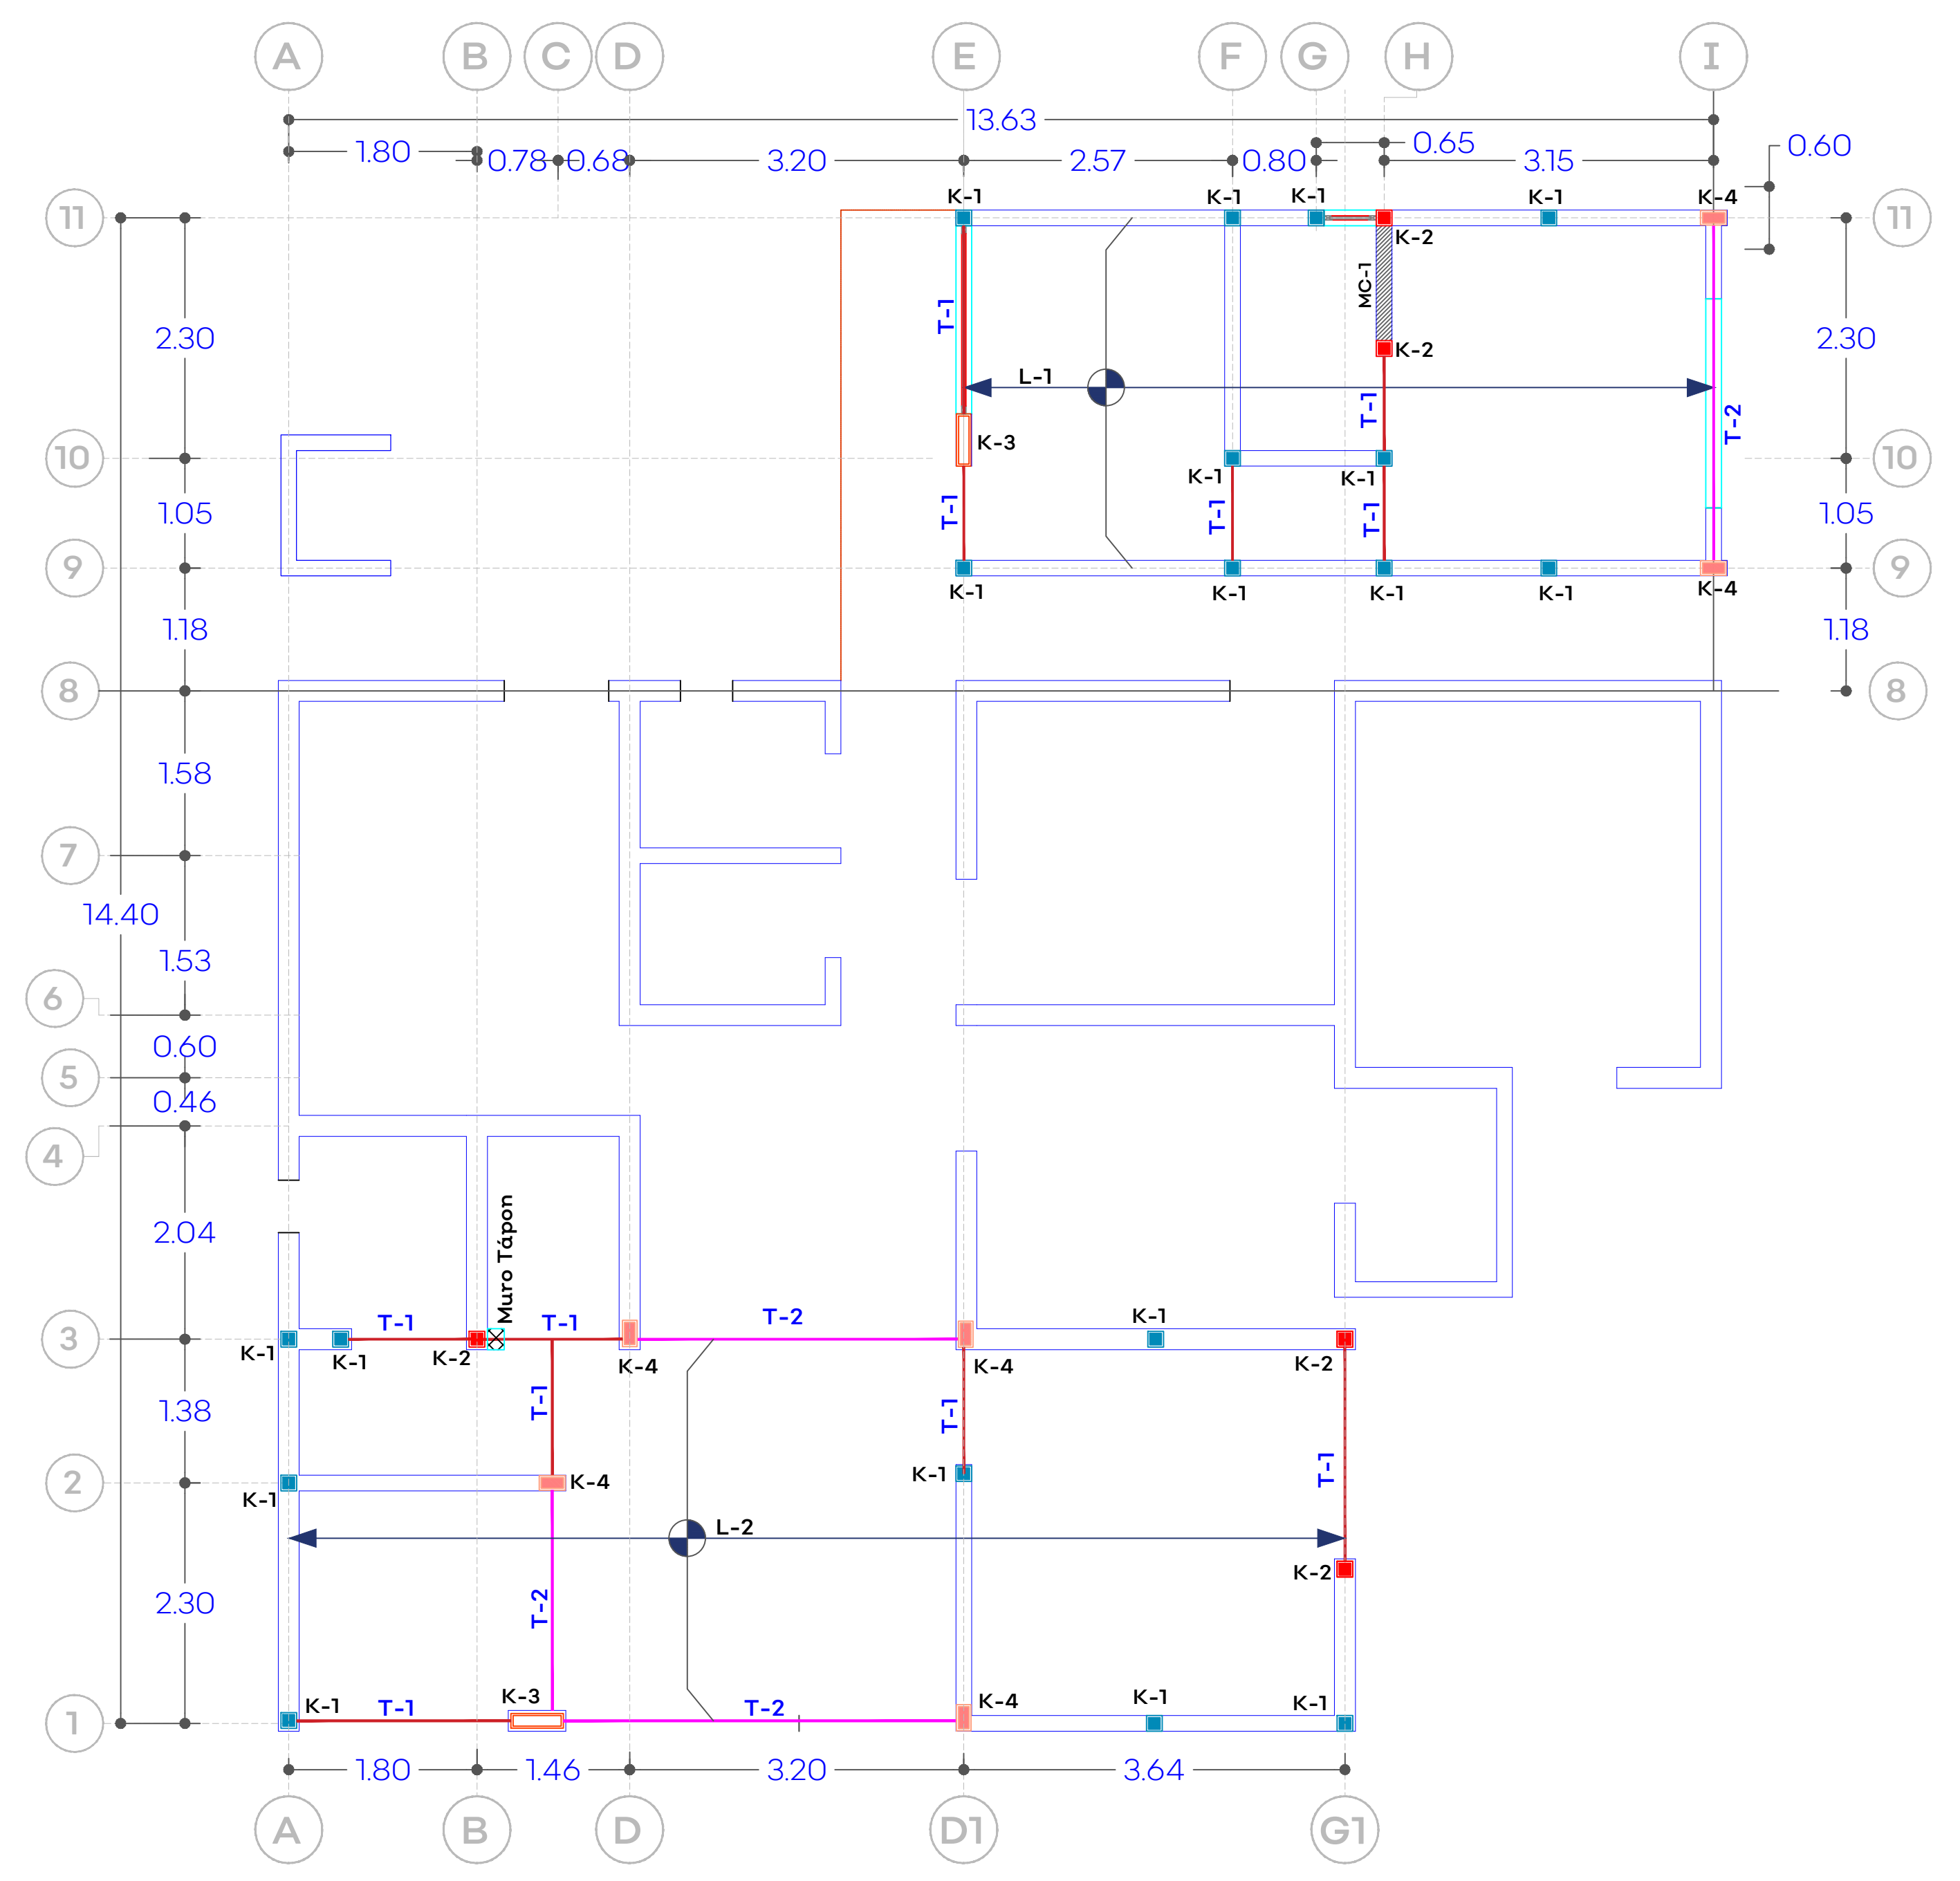 A B C D E F G H I
13.63
1.80 0.78 0.68 3.20 2.57 0.80 0.65 3.15 0.60
K-1 K-1 K-1 K-1 K-4
11 11
K-2
MC-1
T-1
2.30 2.30
K-2
L-1
T-1
T-2
K-3
10 10
K-1 K-1
1.05 T-1 T-1 T-1 1.05
9 9
K-1 K-1 K-1 K-1 K-4
1.18 1.18
8 8
1.58
7
14.40
1.53
6
0.60
5
0.46
4
2.04
Muro Tápon
T-1 T-1 T-2 K-1
3
K-1 K-1 K-2 K-4 K-4 K-2
1.38 T-1 T-1
T-1
2 K-4 K-1
K-1
L-2
K-2
2.30 T-2
K-1 T-1 K-3 T-2 K-4 K-1 K-1
1
1.80 1.46 3.20 3.64
A B D D1 G1